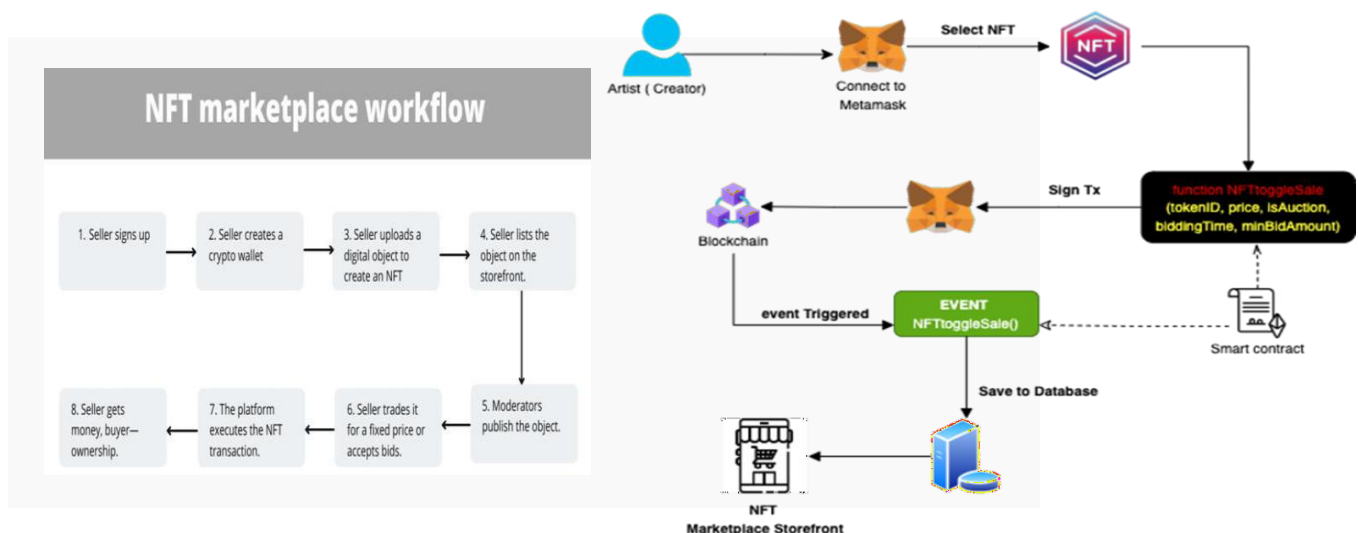 NFT marketplace workflow
1. Seller signs up
2. Seller creates a
crypto wallet
3. Seller uploads a
digital object to
create an NFT
4. Seller lists the
object on the
storefront.
5. Moderators
publish the object.
6. Seller trades it
for a fixed price or
accepts bids.
7. The platform
executes the NFT
transaction.
8. Seller gets
money, buyer—
ownership.
Artist ( Creator)
Connect to
Metamask
Select NFT
NFT
function NFTtoggleSale
(tokenID, price, isAuction,
biddingTime, minBidAmount)
Sign Tx
Blockchain
event Triggered
EVENT
NFTtoggleSale()
Smart contract
Save to Database
NFT
Marketplace Storefront